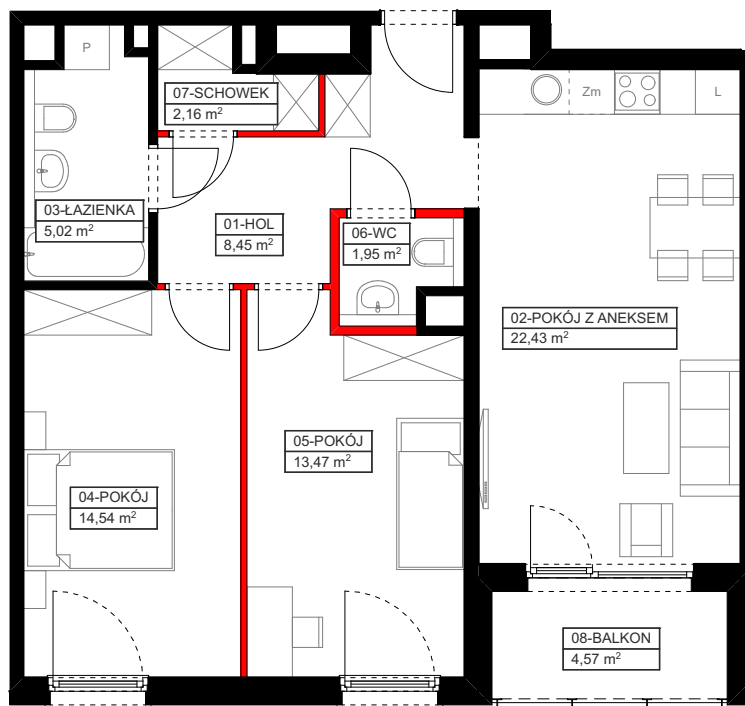 P
Zm
L
07-SCHOWEK
2,16 m²
03-ŁAZIENKA
5,02 m²
01-HOL
8,45 m²
06-WC
1,95 m²
02-POKÓJ Z ANEKSEM
22,43 m²
05-POKÓJ
13,47 m²
04-POKÓJ
14,54 m²
08-BALKON
4,57 m²